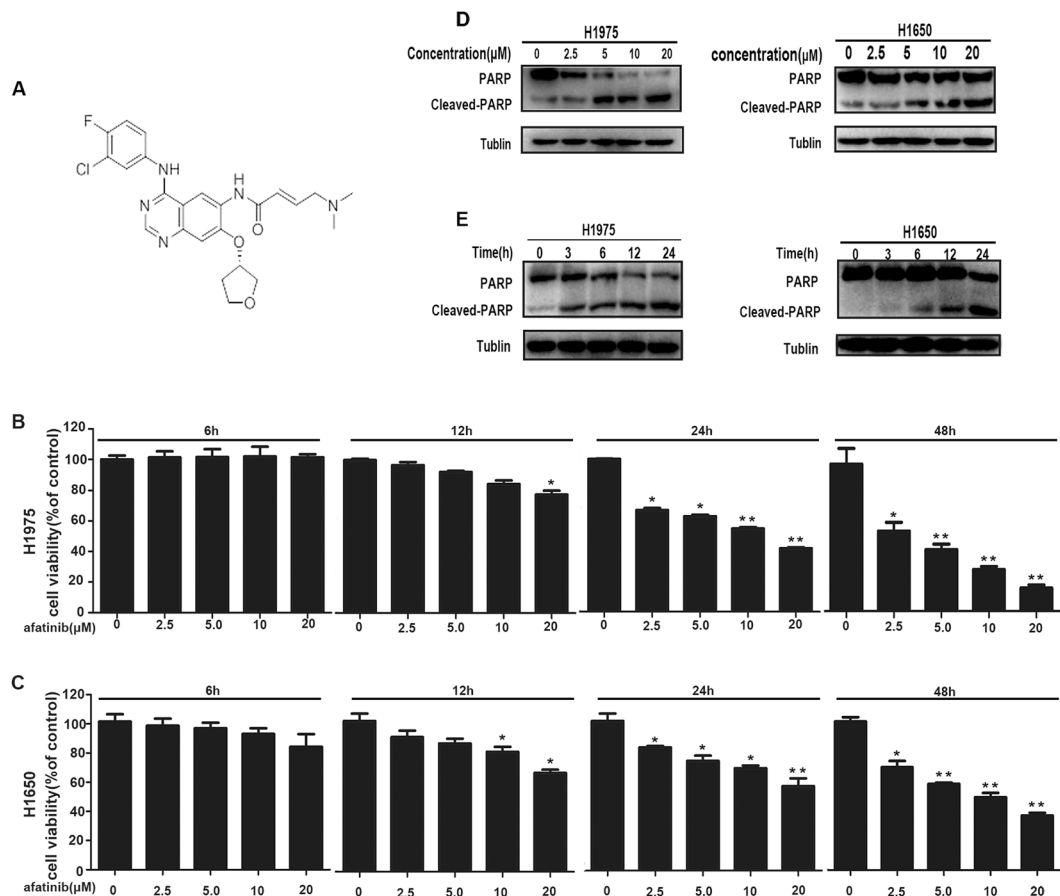 A
F
Cl
NH
N
N
H
N
O
N
O
O
D
H1975
Concentration(μM) 0 2.5 5 10 20
PARP
Cleaved-PARP
Tublin
H1650
concentration(μM) 0 2.5 5 10 20
PARP
Cleaved-PARP
Tublin
E
H1975
Time(h) 0 3 6 12 24
PARP
Cleaved-PARP
Tublin
H1650
Time(h) 0 3 6 12 24
PARP
Cleaved-PARP
Tublin
B
H1975
cell viability(% of control)
120
100
80
60
40
20
0
6h 12h 24h 48h
* * * ** ** * ** ** **
afatinib(μM) 0 2.5 5.0 10 20 0 2.5 5.0 10 20 0 2.5 5.0 10 20 0 2.5 5.0 10 20
C
H1650
cell viability(% of control)
120
100
80
60
40
20
0
6h 12h 24h 48h
* * * * * ** * ** ** **
afatinib(μM) 0 2.5 5.0 10 20 0 2.5 5.0 10 20 0 2.5 5.0 10 20 0 2.5 5.0 10 20